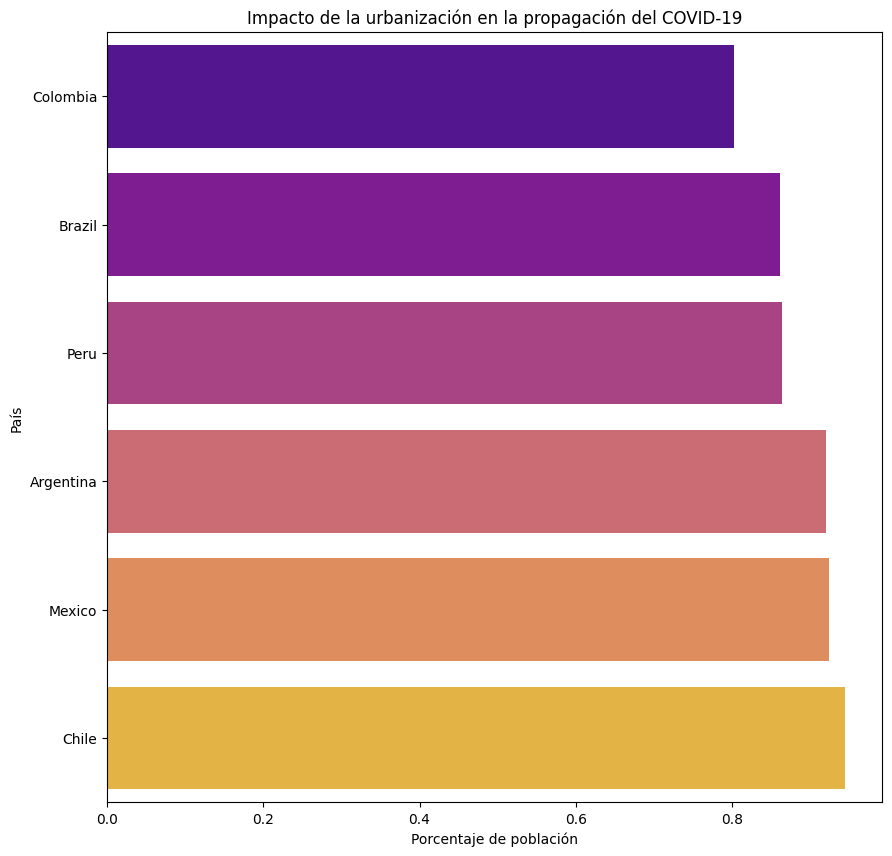 Impacto de la urbanización en la propagación del COVID-19
País
Colombia
Brazil
Peru
Argentina
Mexico
Chile
0.0 0.2 0.4 0.6 0.8
Porcentaje de población